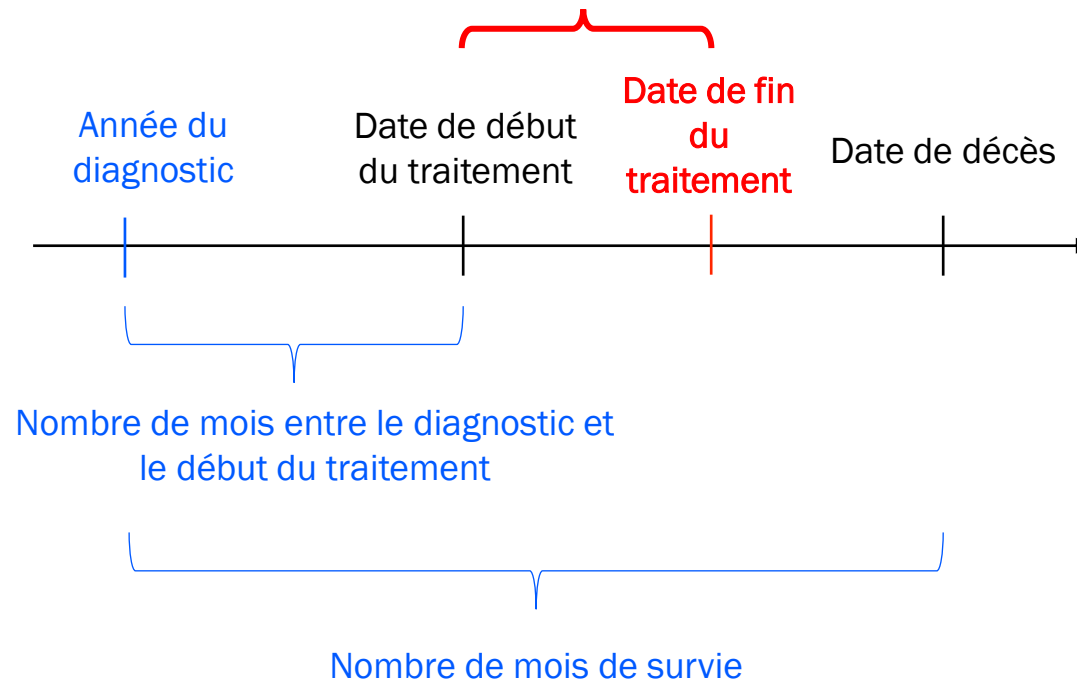 Année du
diagnostic
Date de début
du traitement
Date de fin
du
traitement
Date de décès
Nombre de mois entre le diagnostic et
le début du traitement
Nombre de mois de survie